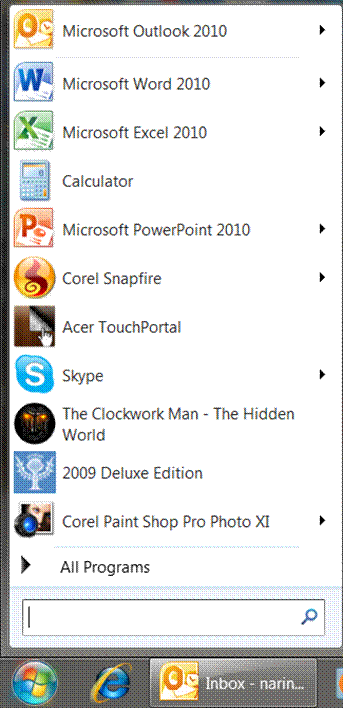 Microsoft Outlook 2010
Microsoft Word 2010
Microsoft Excel 2010
Calculator
Microsoft PowerPoint 2010
Corel Snapfire
Acer TouchPortal
Skype
The Clockwork Man - The Hidden
World
2009 Deluxe Edition
Corel Paint Shop Pro Photo XI
All Programs
Inbox - narin...